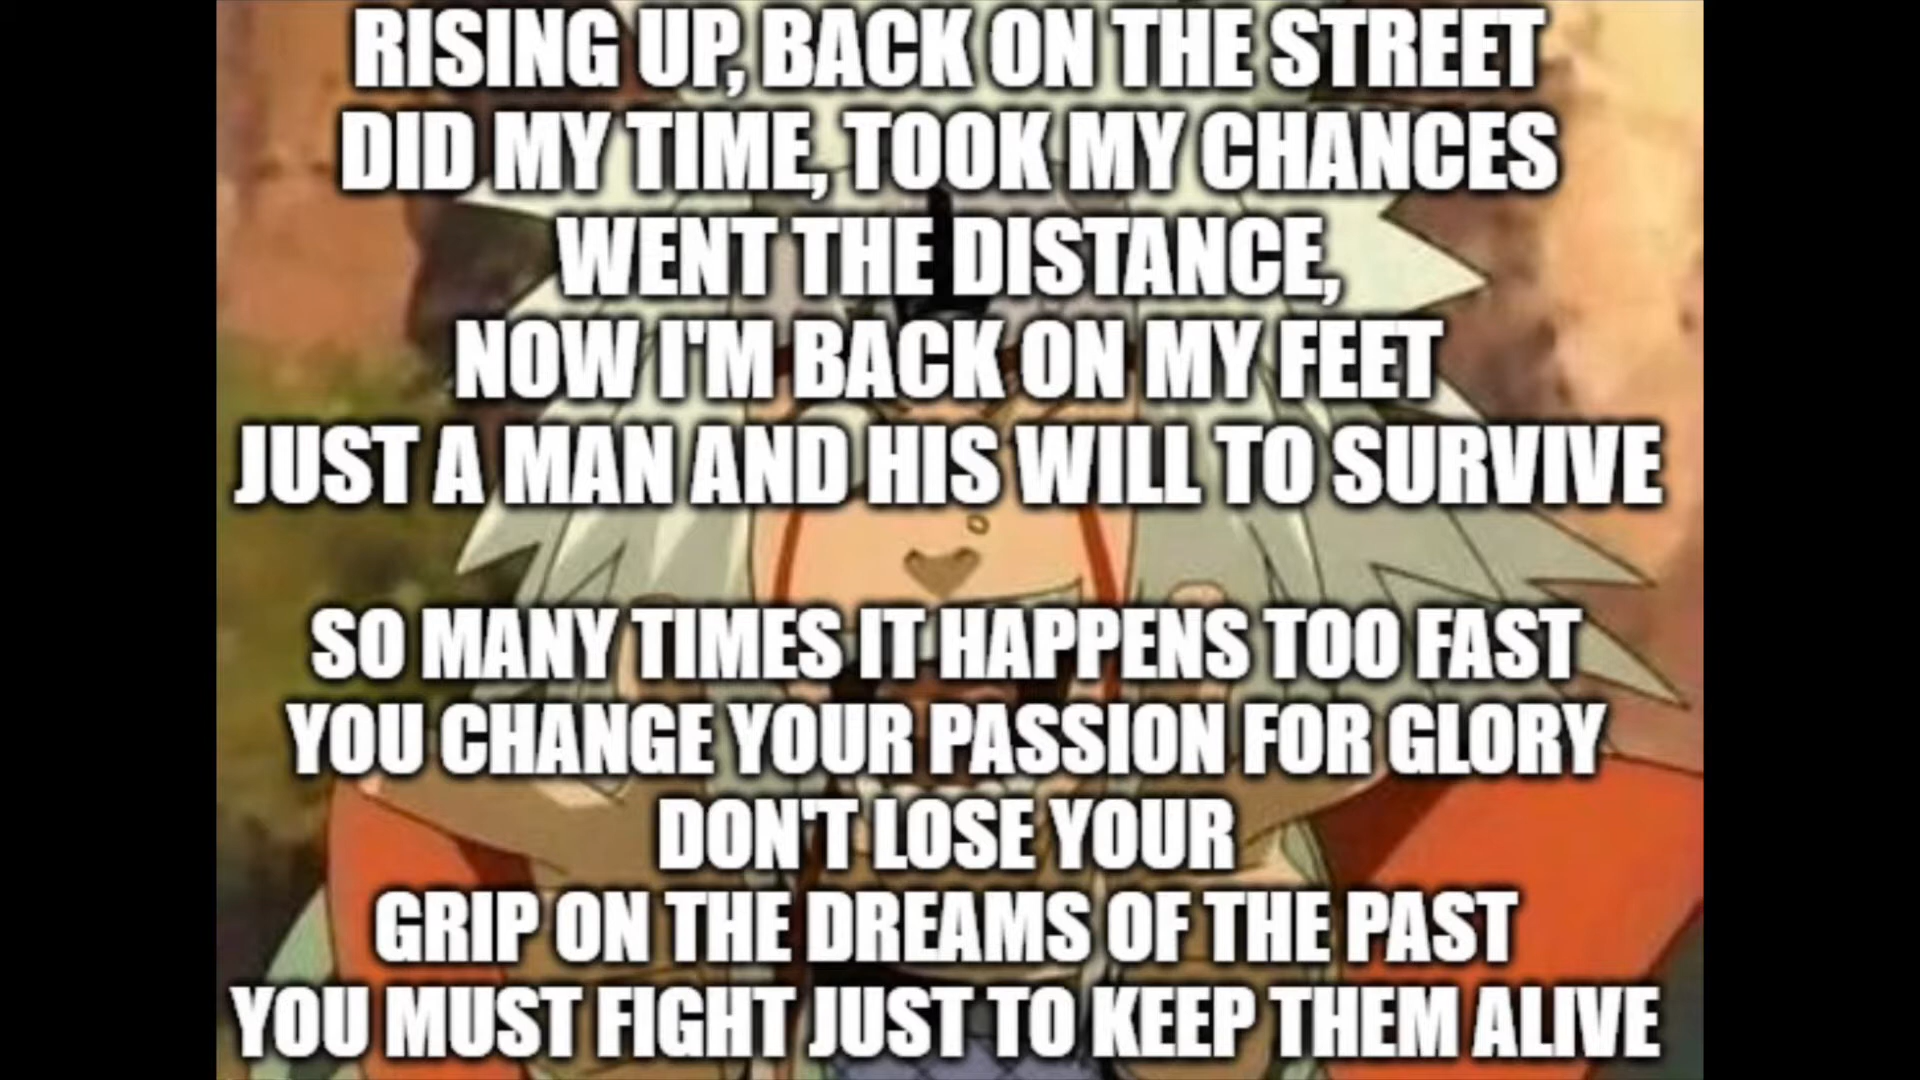 RISING UP, BACK ON THE STREET
DID MY TIME, TOOK MY CHANCES
WENT THE DISTANCE,
NOW I'M BACK ON MY FEET
JUST A MAN AND HIS WILL TO SURVIVE
SO MANY TIMES IT HAPPENS TOO FAST
YOU CHANGE YOUR PASSION FOR GLORY
DON'T LOSE YOUR
GRIP ON THE DREAMS OF THE PAST
YOU MUST FIGHT JUST TO KEEP THEM ALIVE